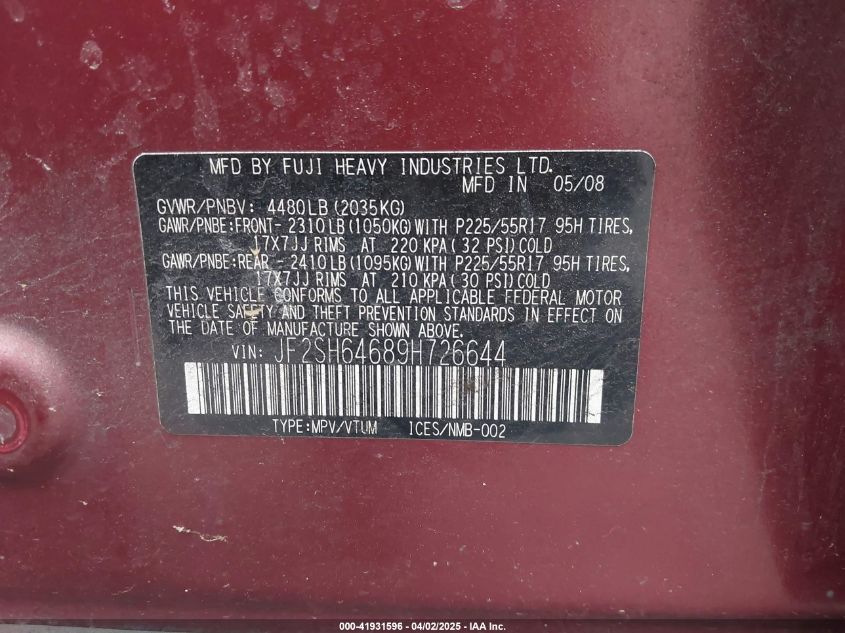 MFD BY FUJI HEAVY INDUSTRIES LTD.
MFD IN 05/08
GVWR/PNBV: 4480LB (2035KG)
GAWR/PNBE:FRONT- 2310LB (1050KG) WITH P225/55R17 95H TIRES,
17X7JJ RIMS AT 220 KPA ( 32 PSI) COLD
GAWR/PNBE:REAR - 2410LB (1095KG) WITH P225/55R17 95H TIRES,
17X7JJ RIMS AT 210 KPA ( 30 PSI) COLD
THIS VEHICLE CONFORMS TO ALL APPLICABLE FEDERAL MOTOR
VEHICLE SAFETY AND THEFT PREVENTION STANDARDS IN EFFECT ON
THE DATE OF MANUFACTURE SHOWN ABOVE.
VIN: JF2SH64689H726644
TYPE:MPV/VTUM ICES/NMB-002
000-41931596 - 04/02/2025 - IAA Inc.